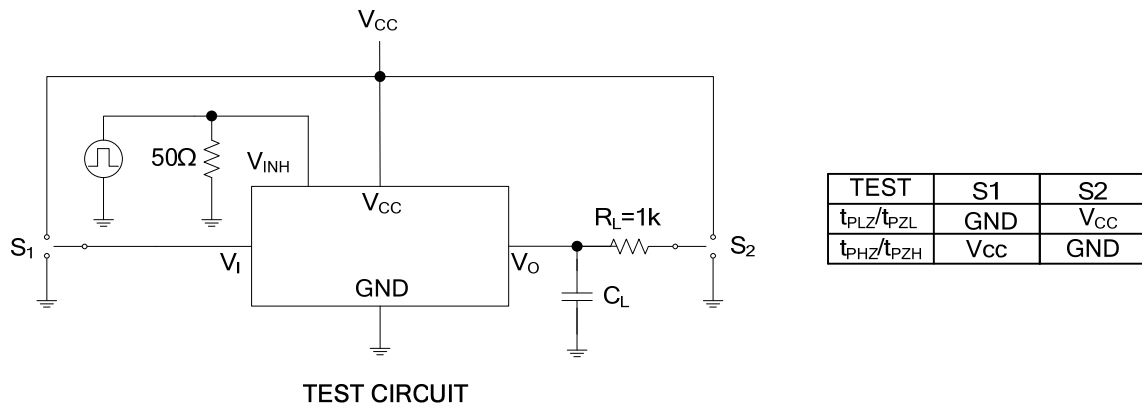 VCC
50Ω
VINH
VCC
RL=1k
S1
VI
VO
S2
GND
CL
TEST CIRCUIT
TEST S1 S2
tPLZ/tPZL GND VCC
tPHZ/tPZH Vcc GND